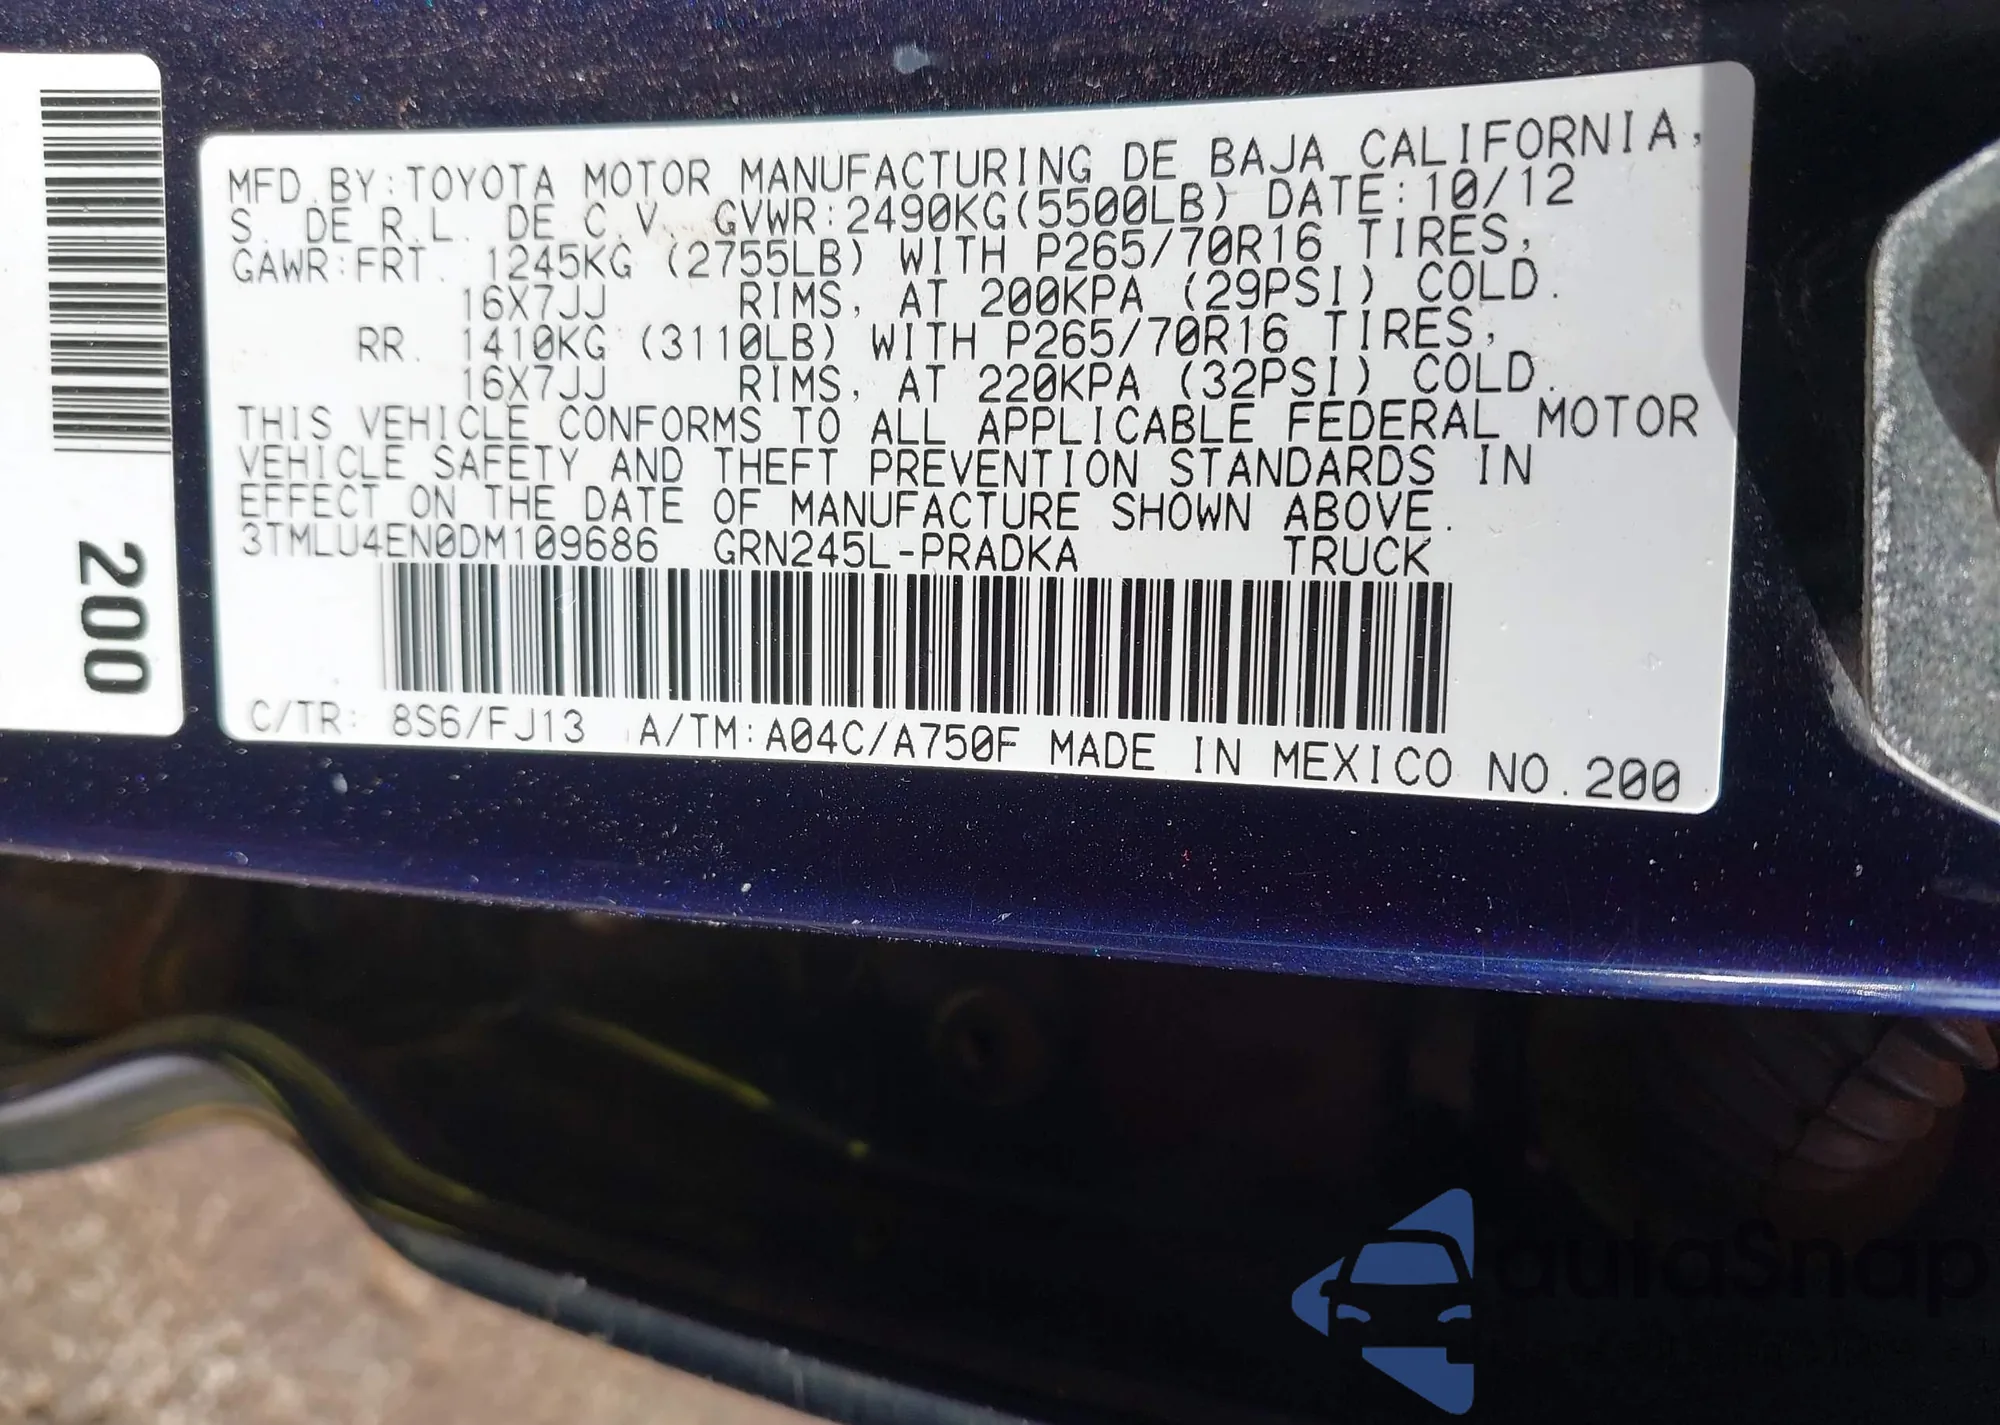 200
MFD.BY:TOYOTA MOTOR MANUFACTURING DE BAJA CALIFORNIA,
S. DE R.L. DE C.V. GVWR:2490KG(5500LB) DATE:10/12
GAWR:FRT. 1245KG (2755LB) WITH P265/70R16 TIRES,
16X7JJ RIMS, AT 200KPA (29PSI) COLD.
RR. 1410KG (3110LB) WITH P265/70R16 TIRES,
16X7JJ RIMS, AT 220KPA (32PSI) COLD.
THIS VEHICLE CONFORMS TO ALL APPLICABLE FEDERAL MOTOR
VEHICLE SAFETY AND THEFT PREVENTION STANDARDS IN
EFFECT ON THE DATE OF MANUFACTURE SHOWN ABOVE.
3TMLU4EN0DM109686 GRN245L-PRADKA TRUCK
C/TR: 8S6/FJ13 A/TM:A04C/A750F MADE IN MEXICO NO.200
autoSnap